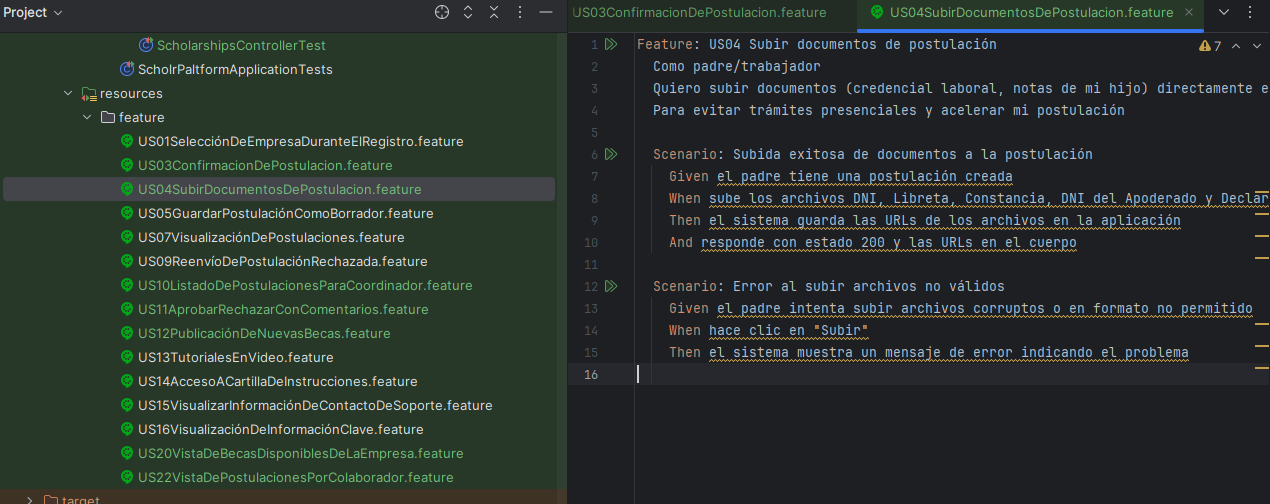 Project
ScholarshipsControllerTest
ScholrPaltformApplicationTests
resources
feature
US01SelecciónDeEmpresaDuranteElRegistro.feature
US03ConfirmacionDePostulacion.feature
US04SubirDocumentosDePostulacion.feature
US05GuardarPostulaciónComoBorrador.feature
US07VisualizaciónDePostulaciones.feature
US09ReenvíoDePostulaciónRechazada.feature
US10ListadoDePostulacionesParaCoordinador.feature
US11AprobarRechazarConComentarios.feature
US12PublicaciónDeNuevasBecas.feature
US13TutorialesEnVideo.feature
US14AccesoACartillaDeInstrucciones.feature
US15VisualizarInformaciónDeContactoDeSoporte.feature
US16VisualizaciónDeInformaciónClave.feature
US20VistaDeBecasDisponiblesDeLaEmpresa.feature
US22VistaDePostulacionesPorColaborador.feature
target
US03ConfirmacionDePostulacion.feature
US04SubirDocumentosDePostulacion.feature
7
1 Feature: US04 Subir documentos de postulación
2 Como padre/trabajador
3 Quiero subir documentos (credencial laboral, notas de mi hijo) directamente e
4 Para evitar trámites presenciales y acelerar mi postulación
5
6 Scenario: Subida exitosa de documentos a la postulación
7 Given el padre tiene una postulación creada
8 When sube los archivos DNI, Libreta, Constancia, DNI del Apoderado y Declar
9 Then el sistema guarda las URLs de los archivos en la aplicación
10 And responde con estado 200 y las URLs en el cuerpo
11
12 Scenario: Error al subir archivos no válidos
13 Given el padre intenta subir archivos corruptos o en formato no permitido
14 When hace clic en "Subir"
15 Then el sistema muestra un mensaje de error indicando el problema
16